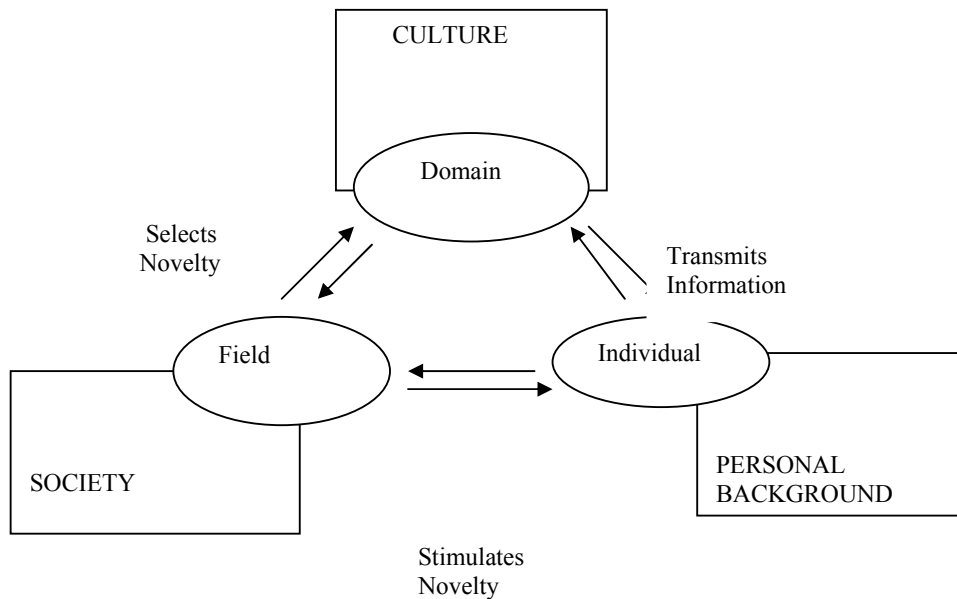 CULTURE
Domain
Selects
Novelty
Transmits
Information
Field
Individual
SOCIETY
PERSONAL
BACKGROUND
Stimulates
Novelty